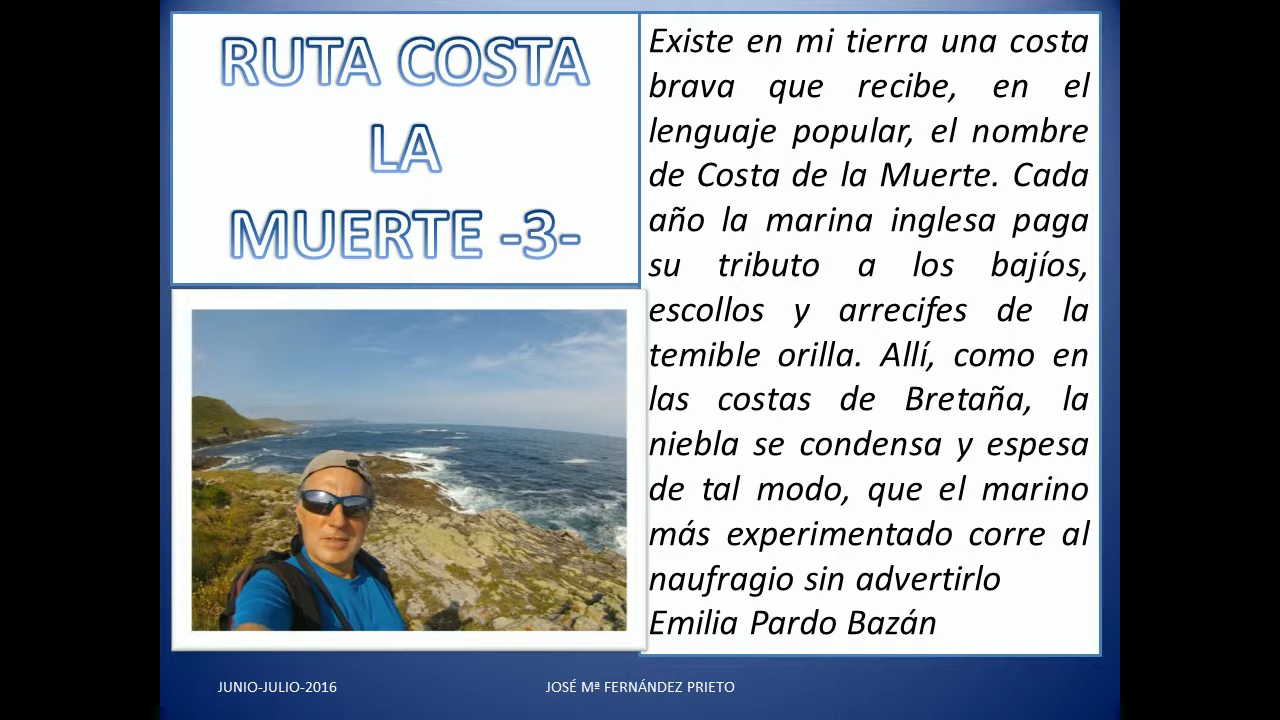 RUTA COSTA
LA
MUERTE -3-
Existe en mi tierra una costa
brava que recibe, en el
lenguaje popular, el nombre
de Costa de la Muerte. Cada
año la marina inglesa paga
su tributo a los bajíos,
escollos y arrecifes de la
temible orilla. Allí, como en
las costas de Bretaña, la
niebla se condensa y espesa
de tal modo, que el marino
más experimentado corre al
naufragio sin advertirlo
Emilia Pardo Bazán
JUNIO-JULIO-2016
JOSÉ Mª FERNÁNDEZ PRIETO